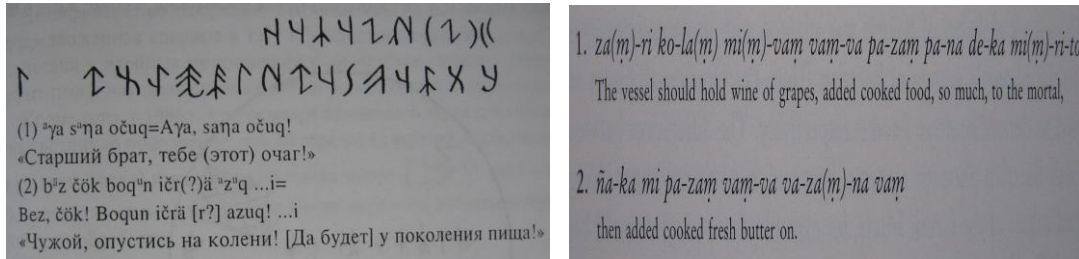 (1) ᵃγa sᵃŋa očuq=Aγa, saŋa očuq!
«Старший брат, тебе (этот) очаг!»
(2) bᵃz čök boqᵘn ičr(?)ä ᵃzᵘq ...i=
Bez, čök! Boqun ičrä [r?] azuq! ...i
«Чужой, опустись на колени! [Да будет] у поколения пища!»
1. za(ṃ)-ri ko-la(ṃ) mi(ṃ)-vaṃ vaṃ-va pa-zaṃ pa-na de-ka mi(ṃ)-ri-to
The vessel should hold wine of grapes, added cooked food, so much, to the mortal,
2. ña-ka mi pa-zaṃ vaṃ-va va-za(ṃ)-na vaṃ
then added cooked fresh butter on.